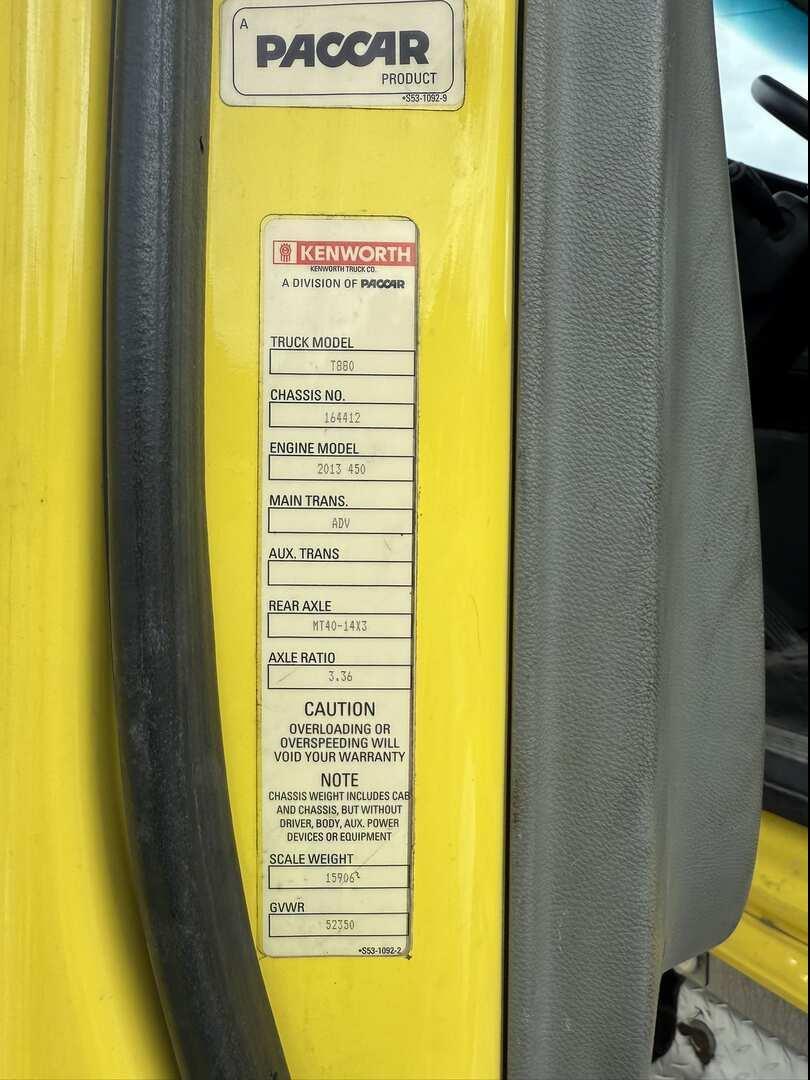 A
PACCAR
PRODUCT
*S53-1092-9
KENWORTH
KENWORTH TRUCK CO.
A DIVISION OF PACCAR
TRUCK MODEL
T880
CHASSIS NO.
164412
ENGINE MODEL
2013 450
MAIN TRANS.
ADV
AUX. TRANS
REAR AXLE
MT40-14X3
AXLE RATIO
3.36
CAUTION
OVERLOADING OR
OVERSPEEDING WILL
VOID YOUR WARRANTY
NOTE
CHASSIS WEIGHT INCLUDES CAB
AND CHASSIS, BUT WITHOUT
DRIVER, BODY, AUX. POWER
DEVICES OR EQUIPMENT
SCALE WEIGHT
15906
GVWR
52350
*S53-1092-2